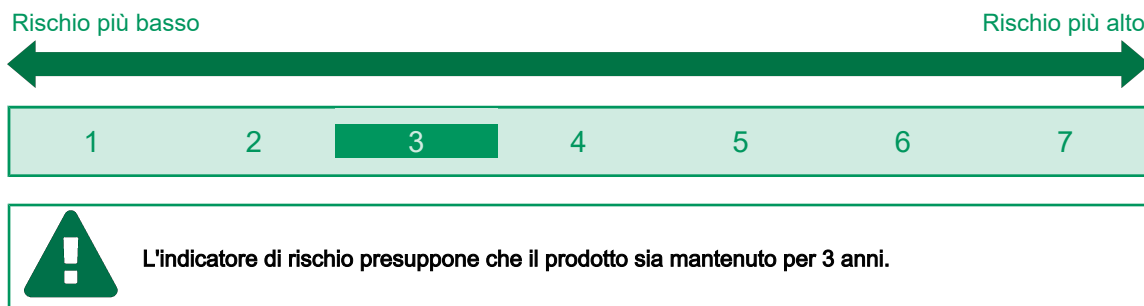 Rischio più basso Rischio più alto
1 2 3 4 5 6 7
L'indicatore di rischio presuppone che il prodotto sia mantenuto per 3 anni.